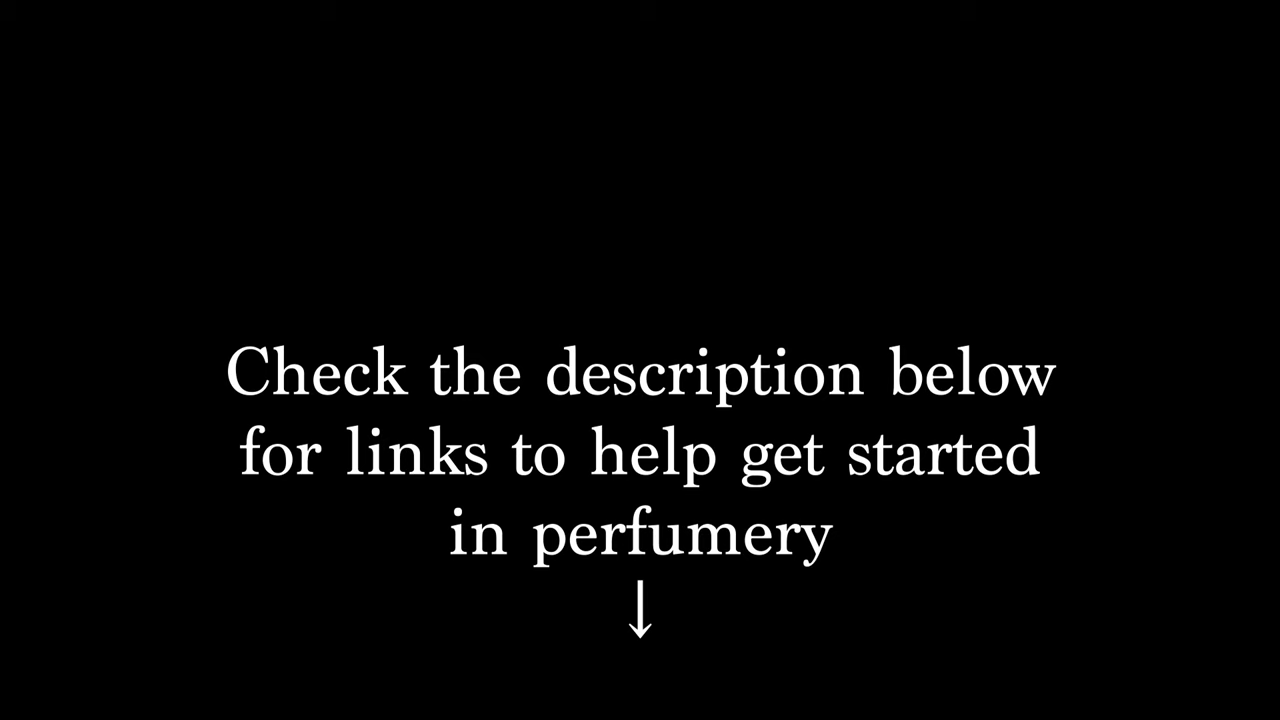 Check the description below
for links to help get started
in perfumery
↓